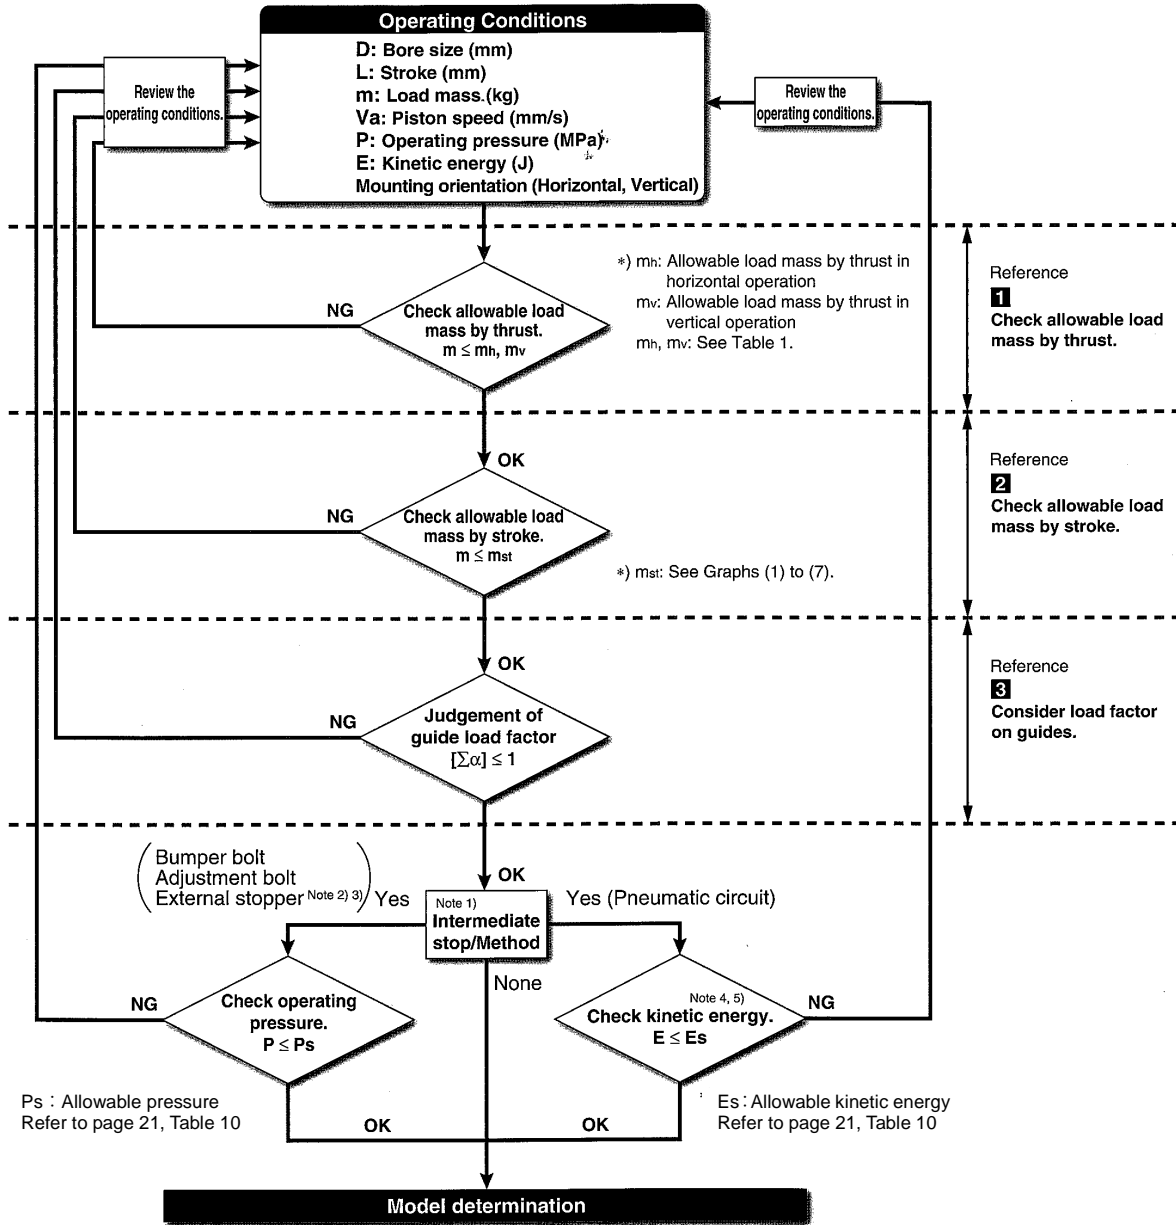 Operating Conditions
D: Bore size (mm)
L: Stroke (mm)
m: Load mass.(kg)
Va: Piston speed (mm/s)
P: Operating pressure (MPa)
E: Kinetic energy (J)
Mounting orientation (Horizontal, Vertical)
Review the
operating conditions.
Review the
operating conditions.
*) mh: Allowable load mass by thrust in
horizontal operation
mv: Allowable load mass by thrust in
vertical operation
mh, mv: See Table 1.
NG
Check allowable load
mass by thrust.
m ≤ mh, mv
Reference
1
Check allowable load
mass by thrust.
OK
NG
Check allowable load
mass by stroke.
m ≤ mst
*) mst: See Graphs (1) to (7).
Reference
2
Check allowable load
mass by stroke.
OK
NG
Judgement of
guide load factor
[∑α] ≤ 1
Reference
3
Consider load factor
on guides.
OK
Bumper bolt
Adjustment bolt
External stopper Note 2) 3) Yes
Note 1)
Intermediate
stop/Method
Yes (Pneumatic circuit)
None
NG
Check operating
pressure.
P ≤ Ps
Note 4, 5)
Check kinetic energy.
E ≤ Es
NG
Ps : Allowable pressure
Refer to page 21, Table 10
OK
OK
Es : Allowable kinetic energy
Refer to page 21, Table 10
Model determination